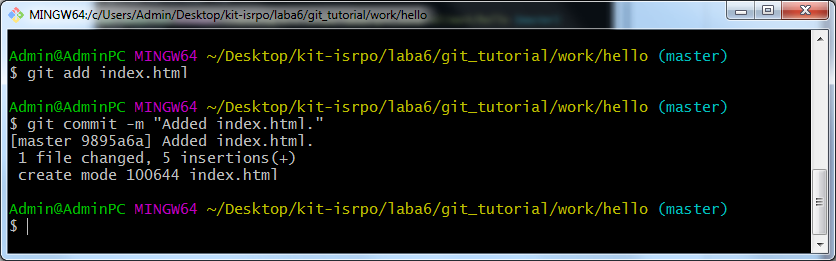 MINGW64:/c/Users/Admin/Desktop/kit-isrpo/laba6/git_tutorial/work/hello
Admin@AdminPC MINGW64 ~/Desktop/kit-isrpo/laba6/git_tutorial/work/hello (master)
$ git add index.html
Admin@AdminPC MINGW64 ~/Desktop/kit-isrpo/laba6/git_tutorial/work/hello (master)
$ git commit -m "Added index.html."
[master 9895a6a] Added index.html.
 1 file changed, 5 insertions(+)
 create mode 100644 index.html
Admin@AdminPC MINGW64 ~/Desktop/kit-isrpo/laba6/git_tutorial/work/hello (master)
$